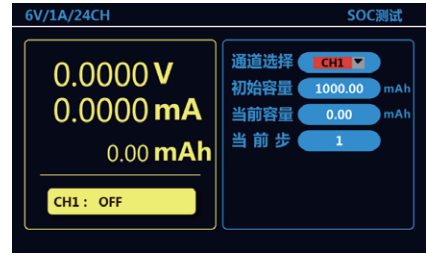 6V/1A/24CH SOC测试
0.0000 V
0.0000 mA
0.00 mAh
CH1： OFF
通道选择 CH1
初始容量 1000.00 mAh
当前容量 0.00 mAh
当 前 步 1